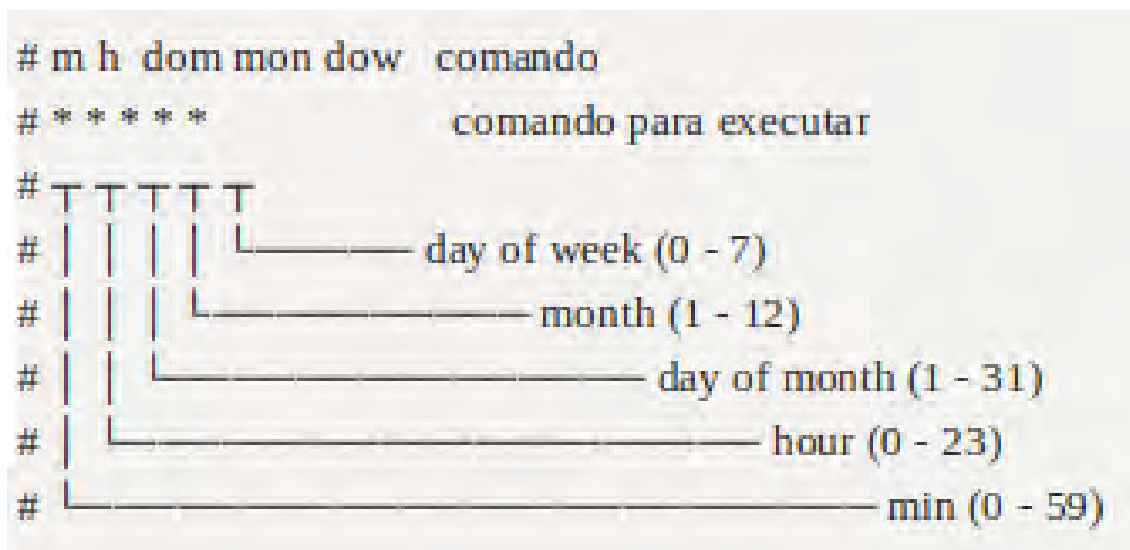 # m h dom mon dow comando
# * * * * * comando para executar
# ┬ ┬ ┬ ┬ ┬
# │ │ │ │ └──────── day of week (0 - 7)
# │ │ │ └─────────────── month (1 - 12)
# │ │ └────────────────────── day of month (1 - 31)
# │ └───────────────────────────── hour (0 - 23)
# └──────────────────────────────────── min (0 - 59)